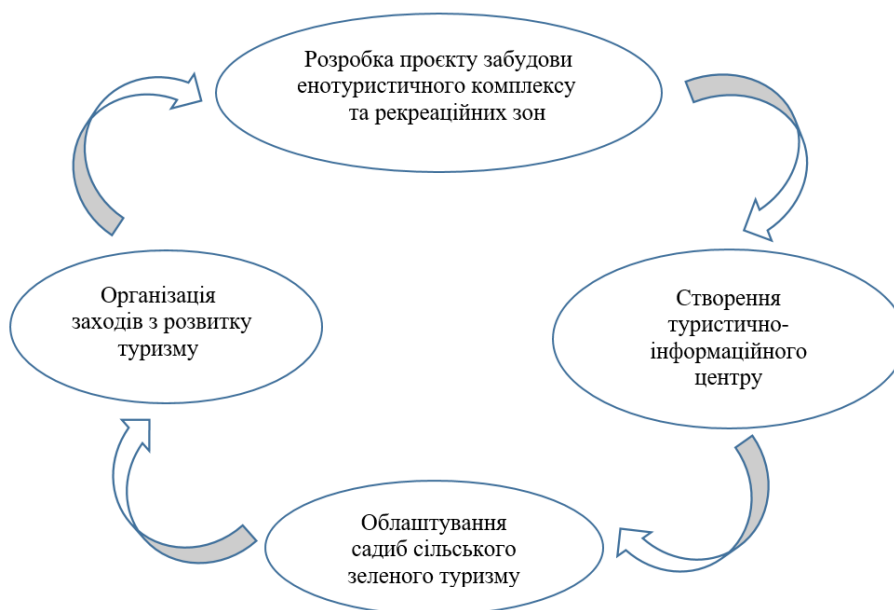 Розробка проєкту забудови
енотуристичного комплексу
та рекреаційних зон
Організація
заходів з розвитку
туризму
Створення
туристично-
інформаційного
центру
Облаштування
садиб сільського
зеленого туризму